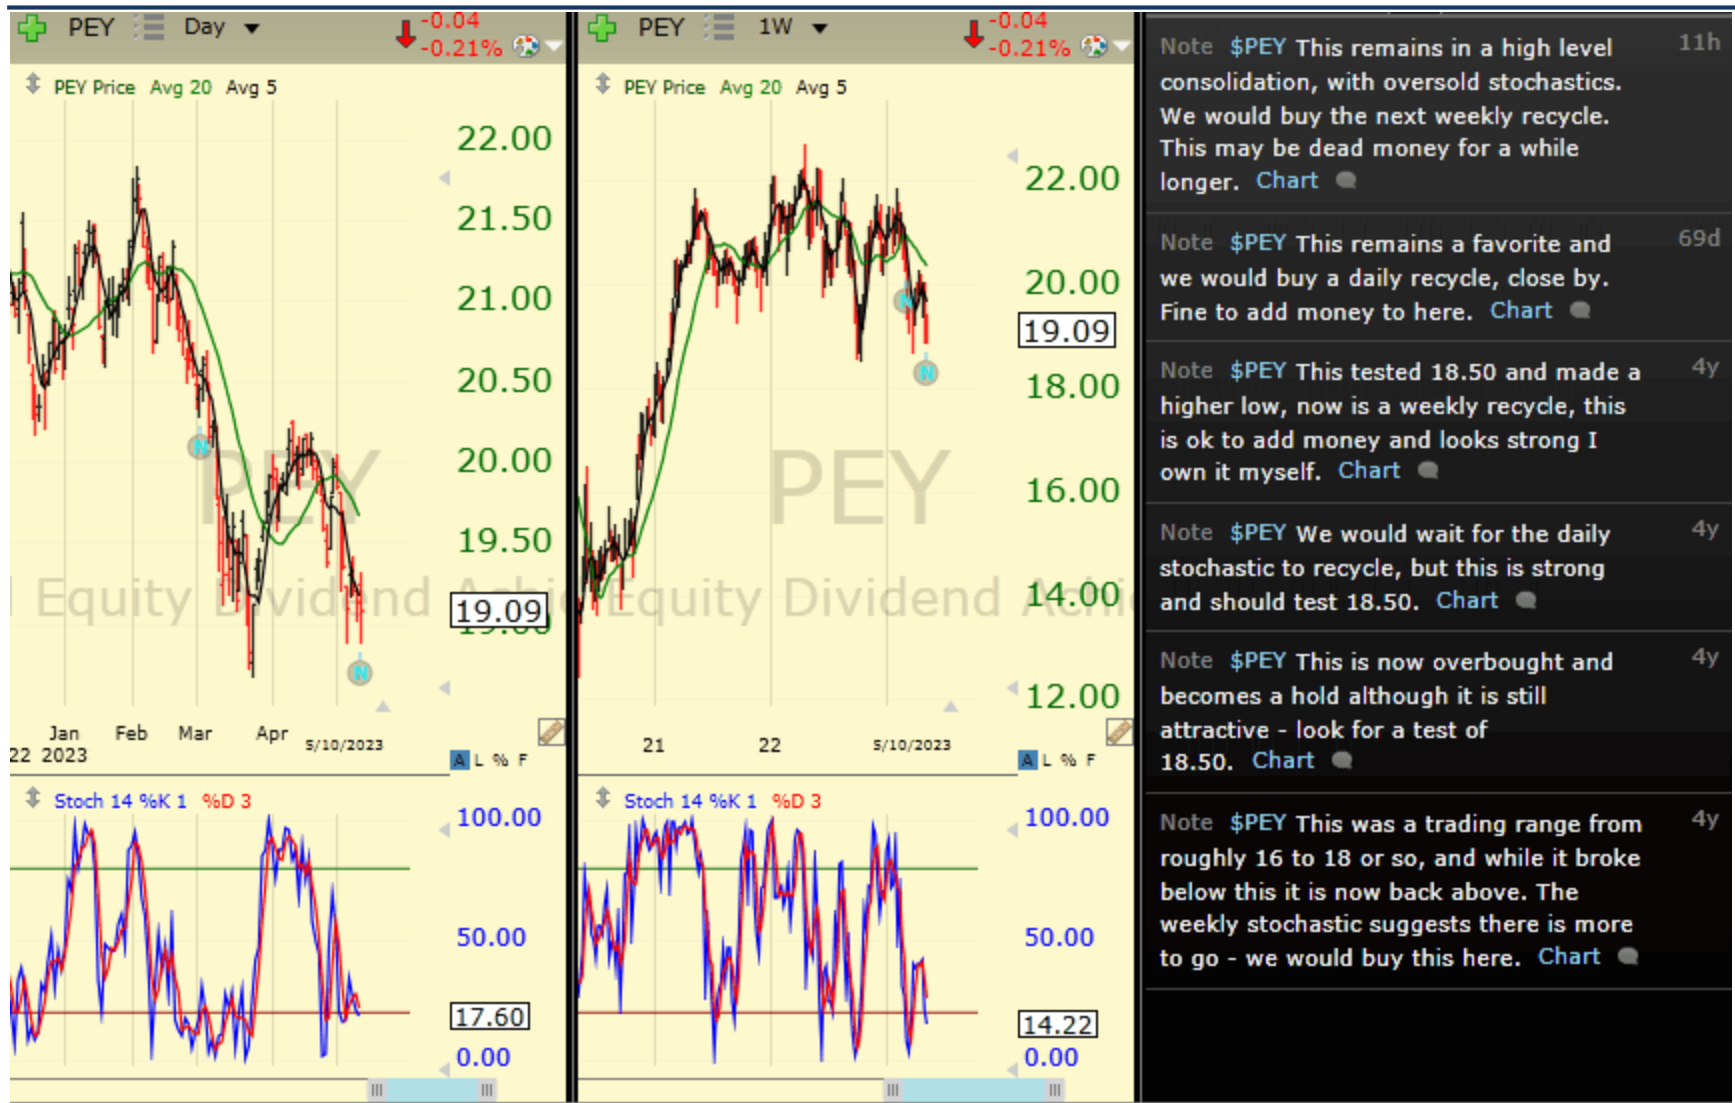 PEY Day -0.04
-0.21%
PEY Price Avg 20 Avg 5
22.00
21.50
21.00
20.50
20.00
19.50
19.09
19.00
PEY
Equity Dividend Achie
N
N
Jan Feb Mar Apr 5/10/2023
22 2023
A L % F
Stoch 14 %K 1 %D 3
100.00
50.00
17.60
0.00
PEY 1W -0.04
-0.21%
PEY Price Avg 20 Avg 5
22.00
20.00
19.09
18.00
16.00
14.00
12.00
PEY
Equity Dividend Achi
N
N
21 22 5/10/2023
A L % F
Stoch 14 %K 1 %D 3
100.00
50.00
14.22
0.00
Note $PEY This remains in a high level 11h
consolidation, with oversold stochastics.
We would buy the next weekly recycle.
This may be dead money for a while
longer. Chart
Note $PEY This remains a favorite and 69d
we would buy a daily recycle, close by.
Fine to add money to here. Chart
Note $PEY This tested 18.50 and made a 4y
higher low, now is a weekly recycle, this
is ok to add money and looks strong I
own it myself. Chart
Note $PEY We would wait for the daily 4y
stochastic to recycle, but this is strong
and should test 18.50. Chart
Note $PEY This is now overbought and 4y
becomes a hold although it is still
attractive - look for a test of
18.50. Chart
Note $PEY This was a trading range from 4y
roughly 16 to 18 or so, and while it broke
below this it is now back above. The
weekly stochastic suggests there is more
to go - we would buy this here. Chart